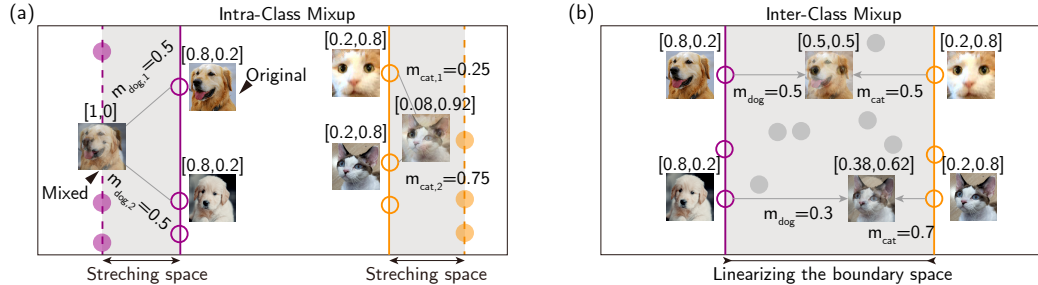 (a)
Intra-Class Mixup
[0.8,0.2]
m_dog,1=0.5
Original
[1,0]
[0.8,0.2]
Mixed
m_dog,2=0.5
[0.2,0.8]
m_cat,1=0.25
[0.08,0.92]
[0.2,0.8]
m_cat,2=0.75
Streching space
Streching space
(b)
Inter-Class Mixup
[0.8,0.2]
[0.5,0.5]
[0.2,0.8]
m_dog=0.5
m_cat=0.5
[0.8,0.2]
[0.38,0.62]
[0.2,0.8]
m_dog=0.3
m_cat=0.7
Linearizing the boundary space